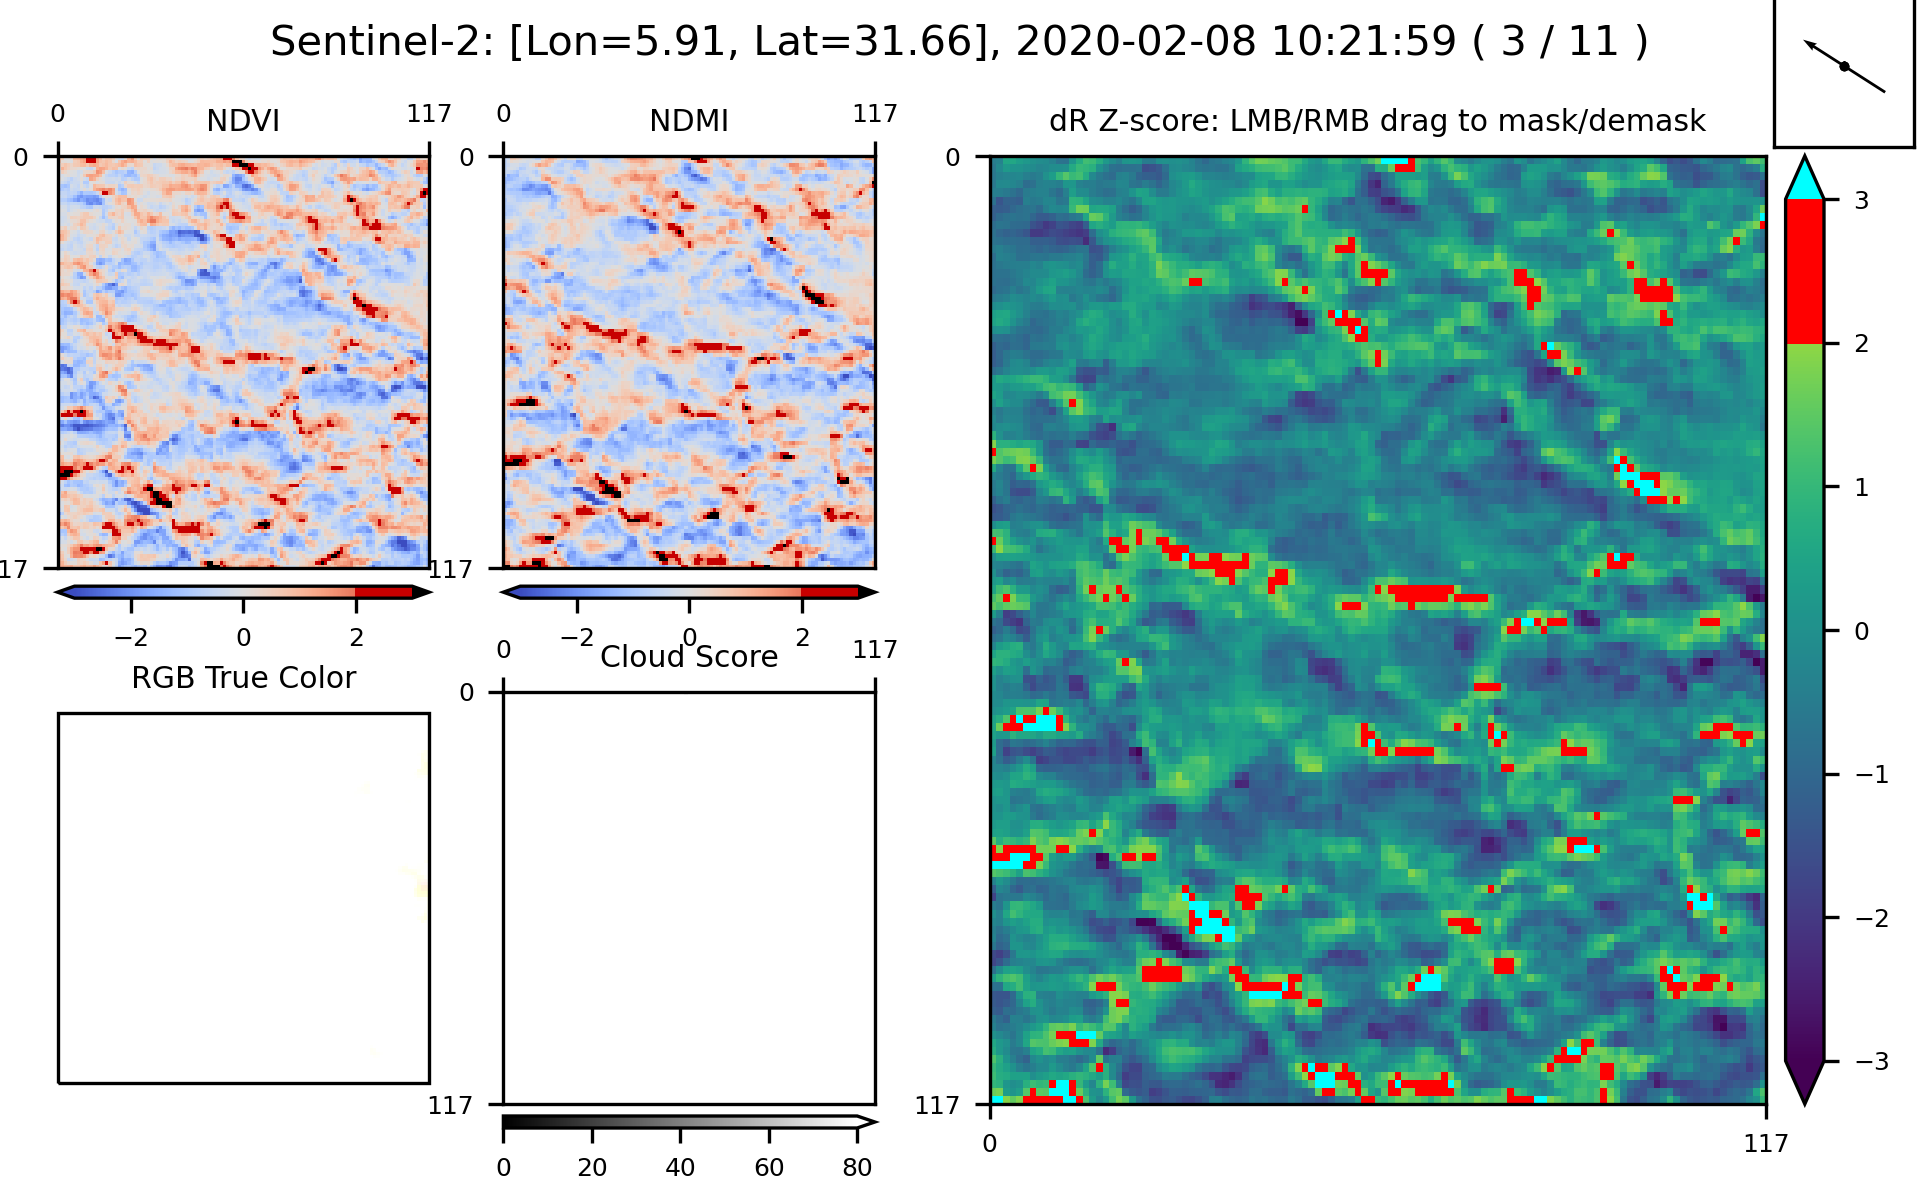 Sentinel-2: [Lon=5.91, Lat=31.66], 2020-02-08 10:21:59 ( 3 / 11 )
0 NDVI 117
0
17
−2 0 2
0 NDMI 117
0
117
−2 0 2
RGB True Color
0 Cloud Score 117
0
117
0 20 40 60 80
dR Z-score: LMB/RMB drag to mask/demask
0
117
0 117
3
2
1
0
−1
−2
−3